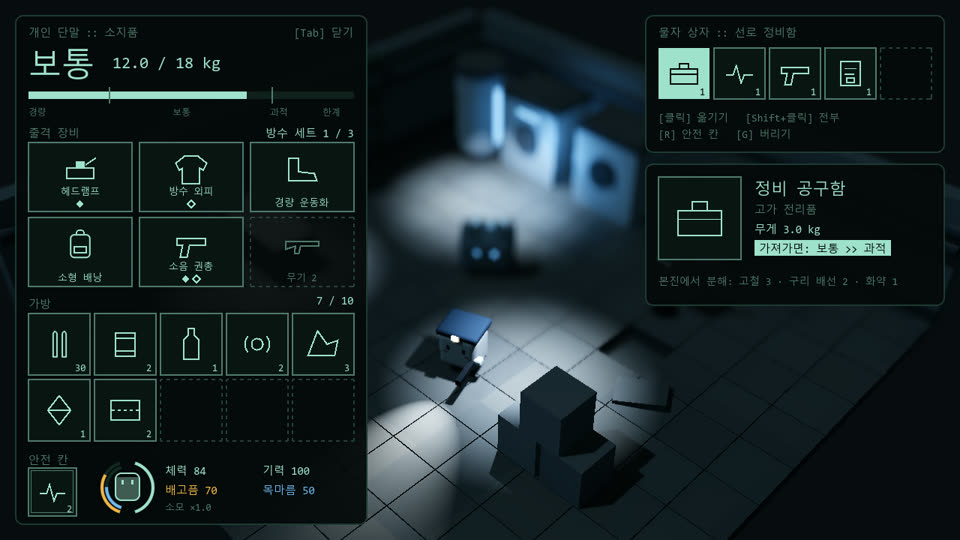 개인 단말 :: 소지품
[Tab] 닫기
보통 12.0 / 18 kg
경량 보통 과적 한계
출격 장비
방수 세트 1 / 3
헤드램프
방수 외피
경량 운동화
소형 배낭
소음 권총
무기 2
가방
7 / 10
30
2
1
2
3
1
2
안전 칸
2
체력 84
기력 100
배고픔 70
목마름 50
소모 ×1.0
물자 상자 :: 선로 정비함
1
1
1
1
[클릭] 옮기기 [Shift+클릭] 전부
[R] 안전 칸 [G] 버리기
정비 공구함
고가 전리품
무게 3.0 kg
가져가면: 보통 >> 과적
본진에서 분해: 고철 3 · 구리 배선 2 · 화약 1